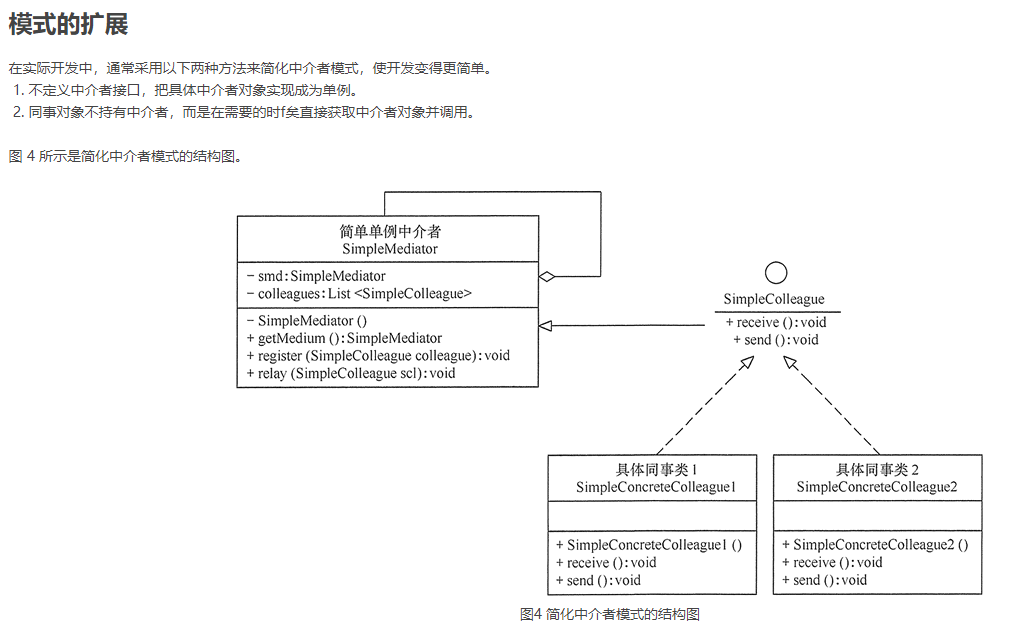 模式的扩展
在实际开发中，通常采用以下两种方法来简化中介者模式，使开发变得更简单。
1. 不定义中介者接口，把具体中介者对象实现成为单例。
2. 同事对象不持有中介者，而是在需要的时f矣直接获取中介者对象并调用。
图 4 所示是简化中介者模式的结构图。
简单单例中介者
SimpleMediator
- smd:SimpleMediator
- colleagues:List <SimpleColleague>
- SimpleMediator ()
+ getMedium ():SimpleMediator
+ register (SimpleColleague colleague):void
+ relay (SimpleColleague scl):void
SimpleColleague
+ receive ():void
+ send ():void
具体同事类 1
SimpleConcreteColleague1
+ SimpleConcreteColleague1 ()
+ receive ():void
+ send ():void
具体同事类 2
SimpleConcreteColleague2
+ SimpleConcreteColleague2 ()
+ receive ():void
+ send ():void
图4 简化中介者模式的结构图